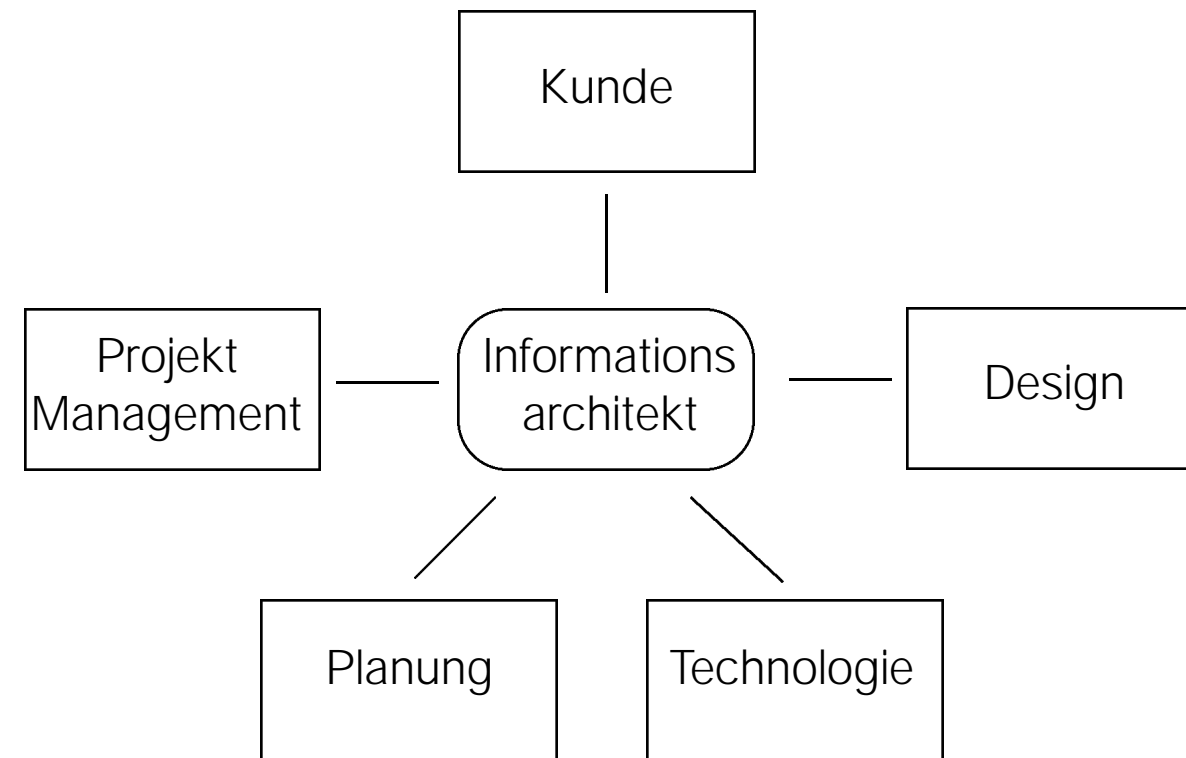 Kunde
Projekt
Management
Informations
architekt
Design
Planung
Technologie